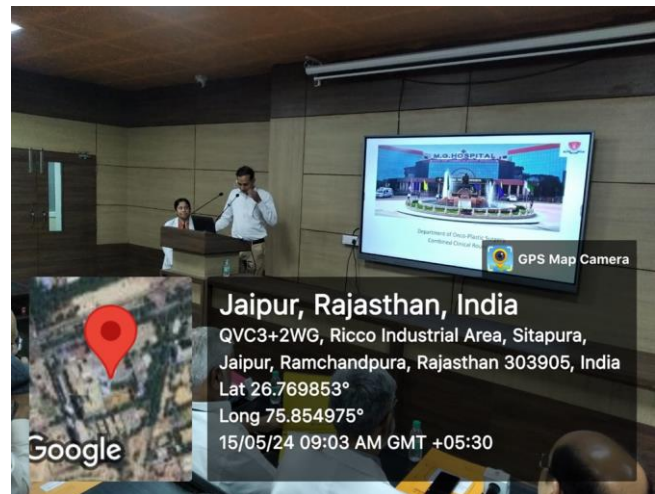 M.G.HOSPITAL
Department of Onco-Plastic Surgery
Combined Clinical
GPS Map Camera
Jaipur, Rajasthan, India
QVC3+2WG, Ricco Industrial Area, Sitapura,
Jaipur, Ramchandpura, Rajasthan 303905, India
Lat 26.769853°
Long 75.854975°
15/05/24 09:03 AM GMT +05:30
Google